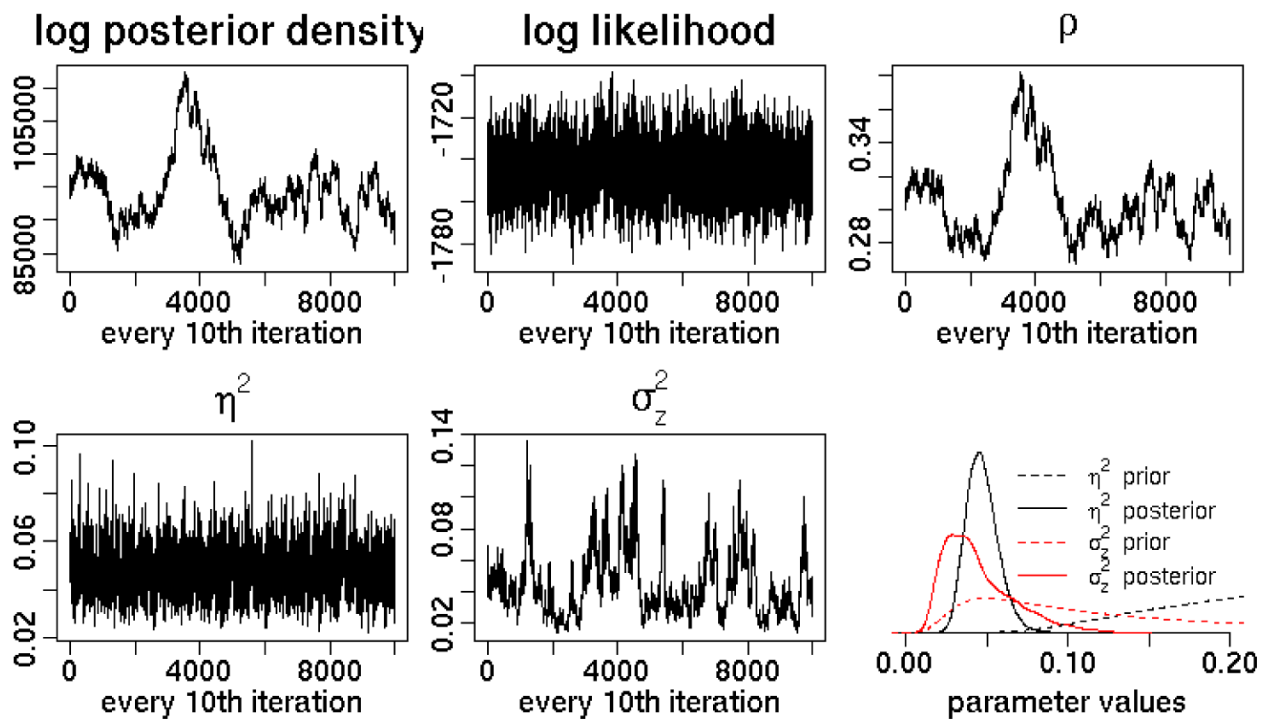 log posterior density
log likelihood
ρ
105000
85000
-1720
-1780
0.34
0.28
0 4000 8000
0 4000 8000
0 4000 8000
every 10th iteration
every 10th iteration
every 10th iteration
η²
σ_z²
0.10
0.06
0.02
0.14
0.08
0.02
η² prior
η² posterior
σ_z² prior
σ_z² posterior
0 4000 8000
0 4000 8000
0.00 0.10 0.20
every 10th iteration
every 10th iteration
parameter values